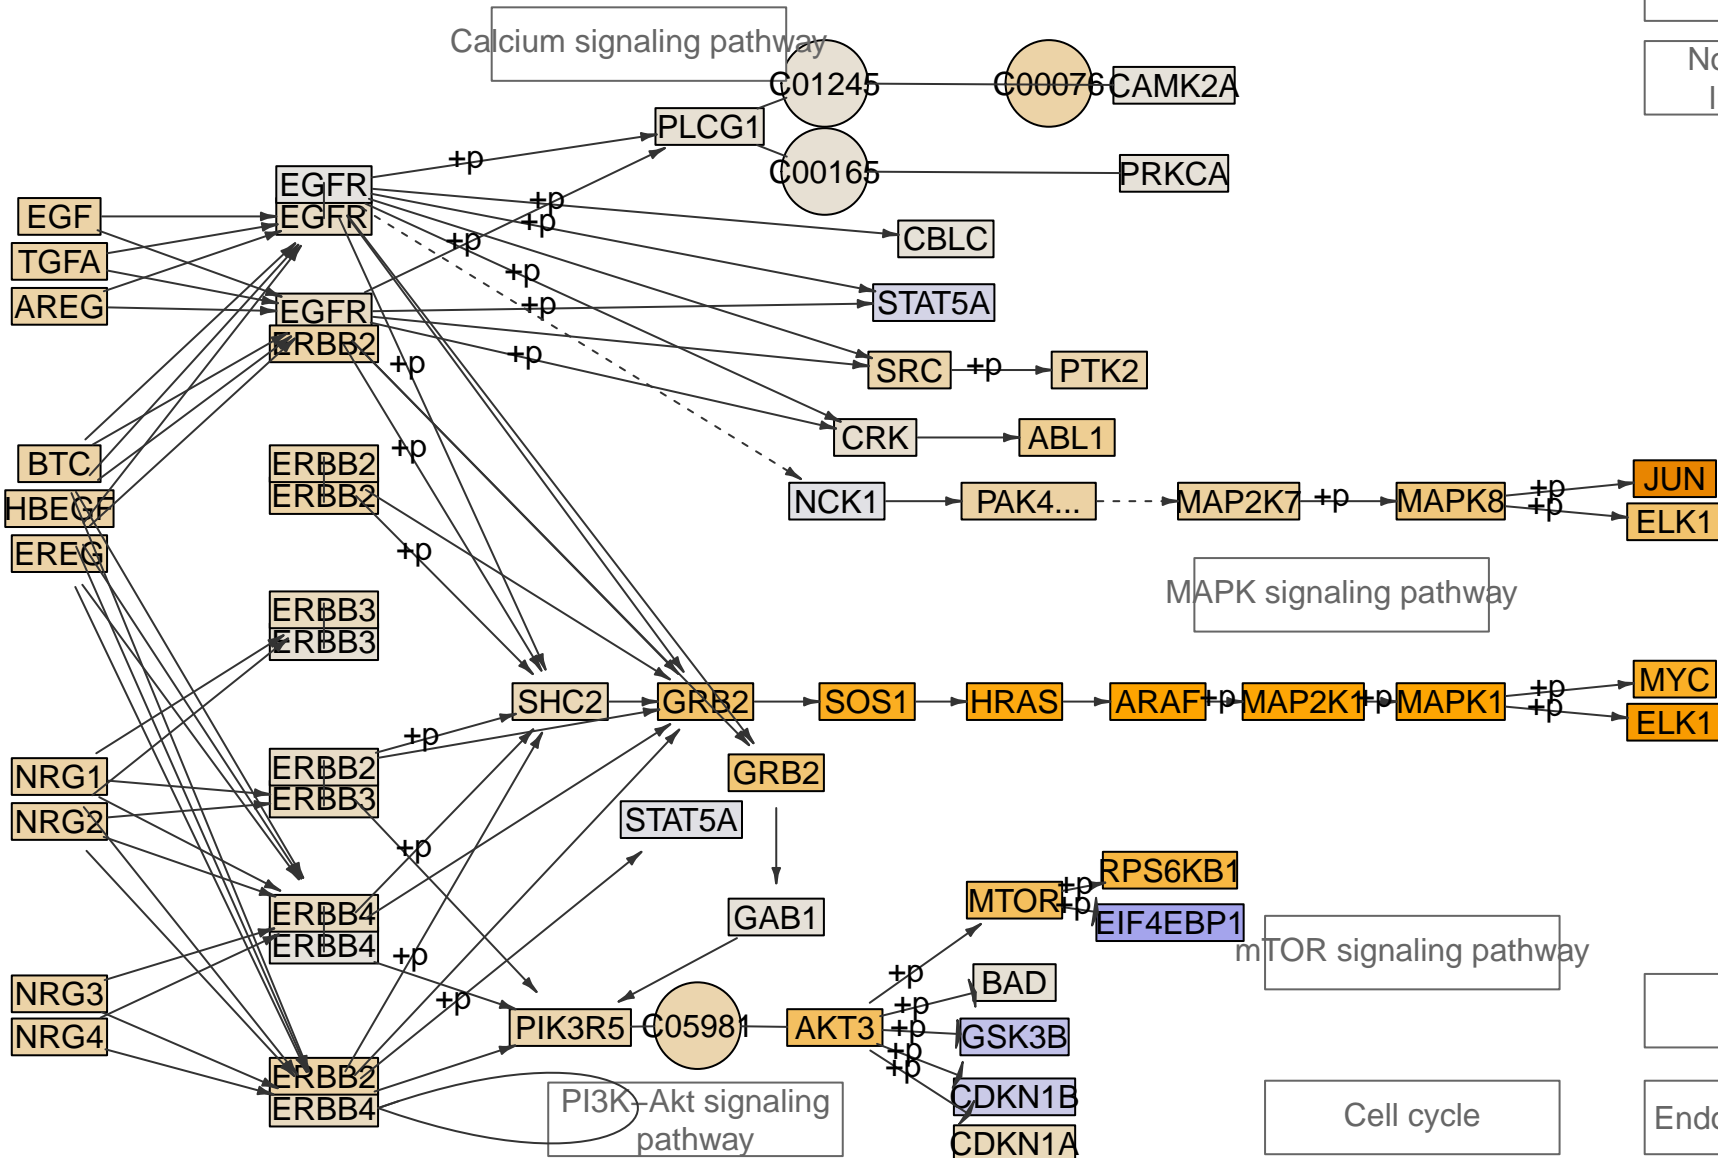 Calcium signaling pathway
C01245
C00076
CAMK2A
No
PLCG1
+p
C00165
PRKCA
EGFR
EGFR
+p
+p
EGF
CBLC
TGFA
+p
+p
AREG
EGFR
+p
STAT5A
ERBB2
+p
+p
SRC
+p
PTK2
CRK
ABL1
+p
BTC
ERBB2
ERBB2
HBEGF
NCK1
PAK4...
MAP2K7
+p
MAPK8
+p
+p
JUN
ELK1
EREG
+p
MAPK signaling pathway
ERBB3
ERBB3
SHC2
GRB2
SOS1
HRAS
ARAF
+p
MAP2K1
+p
MAPK1
+p
+p
MYC
ELK1
+p
NRG1
ERBB2
ERBB3
GRB2
NRG2
STAT5A
+p
MTOR
+p
+p
RPS6KB1
EIF4EBP1
ERBB4
ERBB4
GAB1
mTOR signaling pathway
+p
+p
BAD
NRG3
+p
+p
NRG4
PIK3R5
C05981
AKT3
+p
GSK3B
+p
+p
ERBB2
ERBB4
PI3K–Akt signaling
pathway
CDKN1B
CDKN1A
Cell cycle
Endo